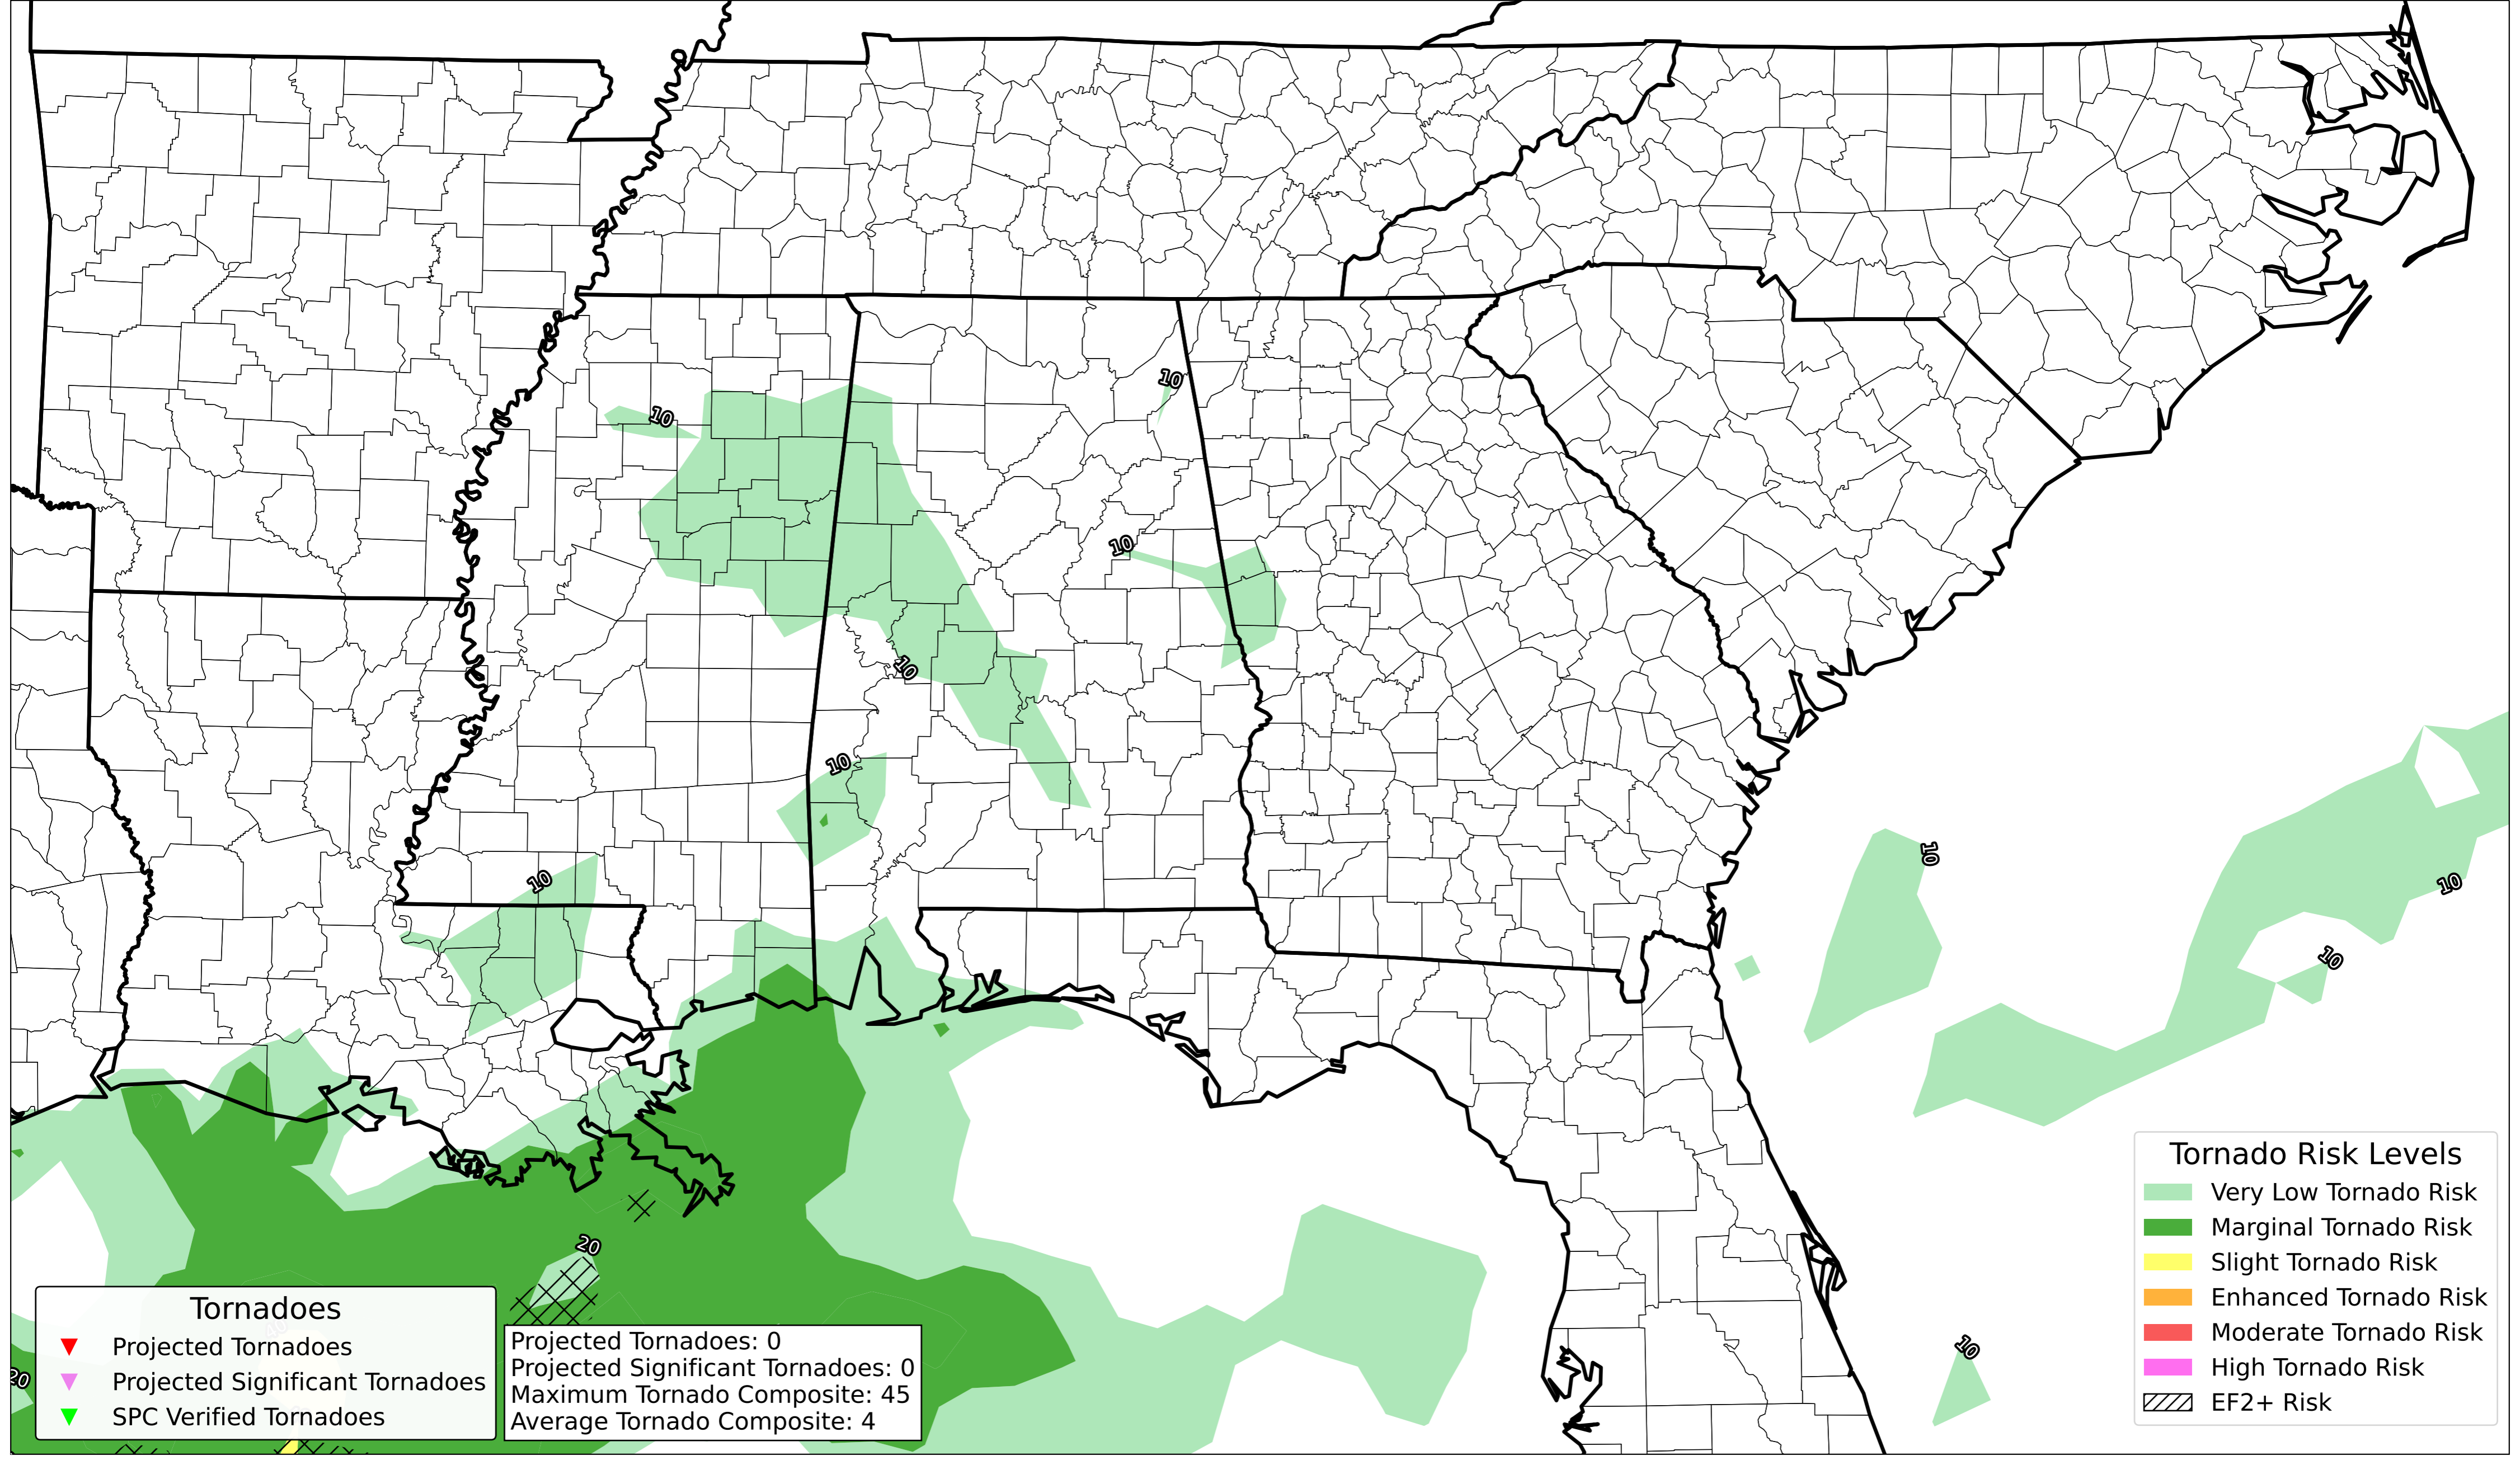 10
10
10
10
10
10
10
10
10
10
20
10
20
Tornadoes
Projected Tornadoes
Projected Significant Tornadoes
SPC Verified Tornadoes
Projected Tornadoes: 0
Projected Significant Tornadoes: 0
Maximum Tornado Composite: 45
Average Tornado Composite: 4
Tornado Risk Levels
Very Low Tornado Risk
Marginal Tornado Risk
Slight Tornado Risk
Enhanced Tornado Risk
Moderate Tornado Risk
High Tornado Risk
EF2+ Risk